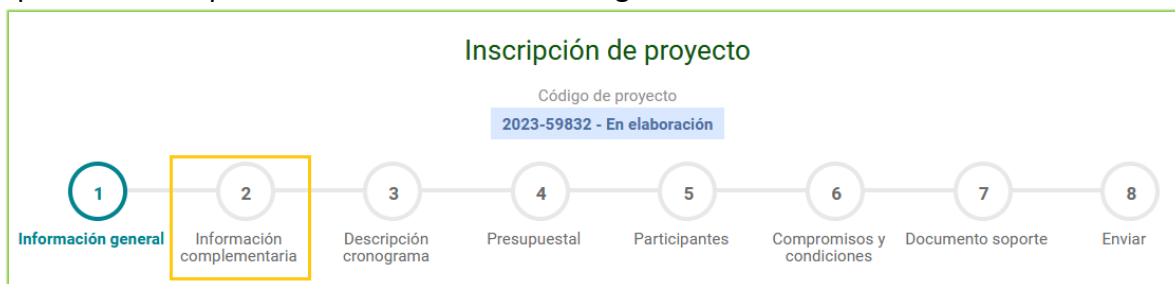 Inscripción de proyecto
Código de proyecto
2023-59832 - En elaboración
1
2
3
4
5
6
7
8
Información general
Información
complementaria
Descripción
cronograma
Presupuestal
Participantes
Compromisos y
condiciones
Documento soporte
Enviar